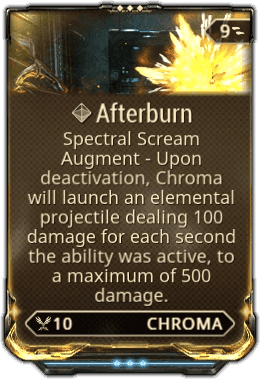 9
Afterburn
Spectral Scream
Augment - Upon
deactivation, Chroma
will launch an elemental
projectile dealing 100
damage for each second
the ability was active, to
a maximum of 500
damage.
10 CHROMA